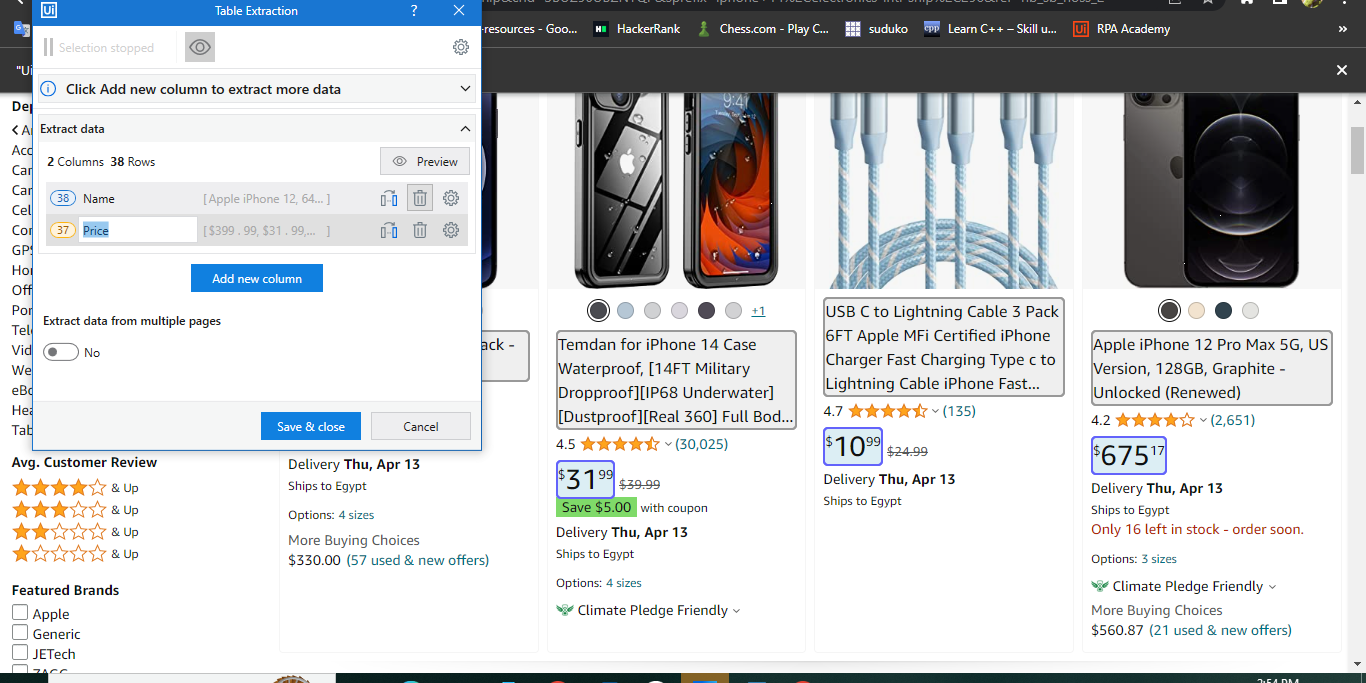 Ui
Table Extraction
?
Selection stopped
Click Add new column to extract more data
Extract data
2 Columns 38 Rows
Preview
38 Name [Apple iPhone 12, 64... ]
37 Price [$399 . 99, $31 . 99,... ]
Add new column
Extract data from multiple pages
No
Save & close
Cancel
-resources - Goo...
HackerRank
Chess.com - Play C...
suduko
cpp
Learn C++ – Skill u...
Ui
RPA Academy
»
"Ui
Dep
Acc
Car
Car
Cel
Con
GPS
Off
Por
Tel
Vid
We
eBo
Hea
Tab
Avg. Customer Review
& Up
& Up
& Up
& Up
Featured Brands
Apple
Generic
JETech
ZAGG
ack -
Delivery Thu, Apr 13
Ships to Egypt
Options: 4 sizes
More Buying Choices
$330.00 (57 used & new offers)
9:41
+1
Temdan for iPhone 14 Case
Waterproof, [14FT Military
Dropproof][IP68 Underwater]
[Dustproof][Real 360] Full Bod...
4.5 (30,025)
$31 99 $39.99
Save $5.00 with coupon
Delivery Thu, Apr 13
Ships to Egypt
Options: 4 sizes
Climate Pledge Friendly
USB C to Lightning Cable 3 Pack
6FT Apple MFi Certified iPhone
Charger Fast Charging Type c to
Lightning Cable iPhone Fast...
4.7 (135)
$10 99 $24.99
Delivery Thu, Apr 13
Ships to Egypt
Apple iPhone 12 Pro Max 5G, US
Version, 128GB, Graphite -
Unlocked (Renewed)
4.2 (2,651)
$675 17
Delivery Thu, Apr 13
Ships to Egypt
Only 16 left in stock - order soon.
Options: 3 sizes
Climate Pledge Friendly
More Buying Choices
$560.87 (21 used & new offers)
2:54 PM